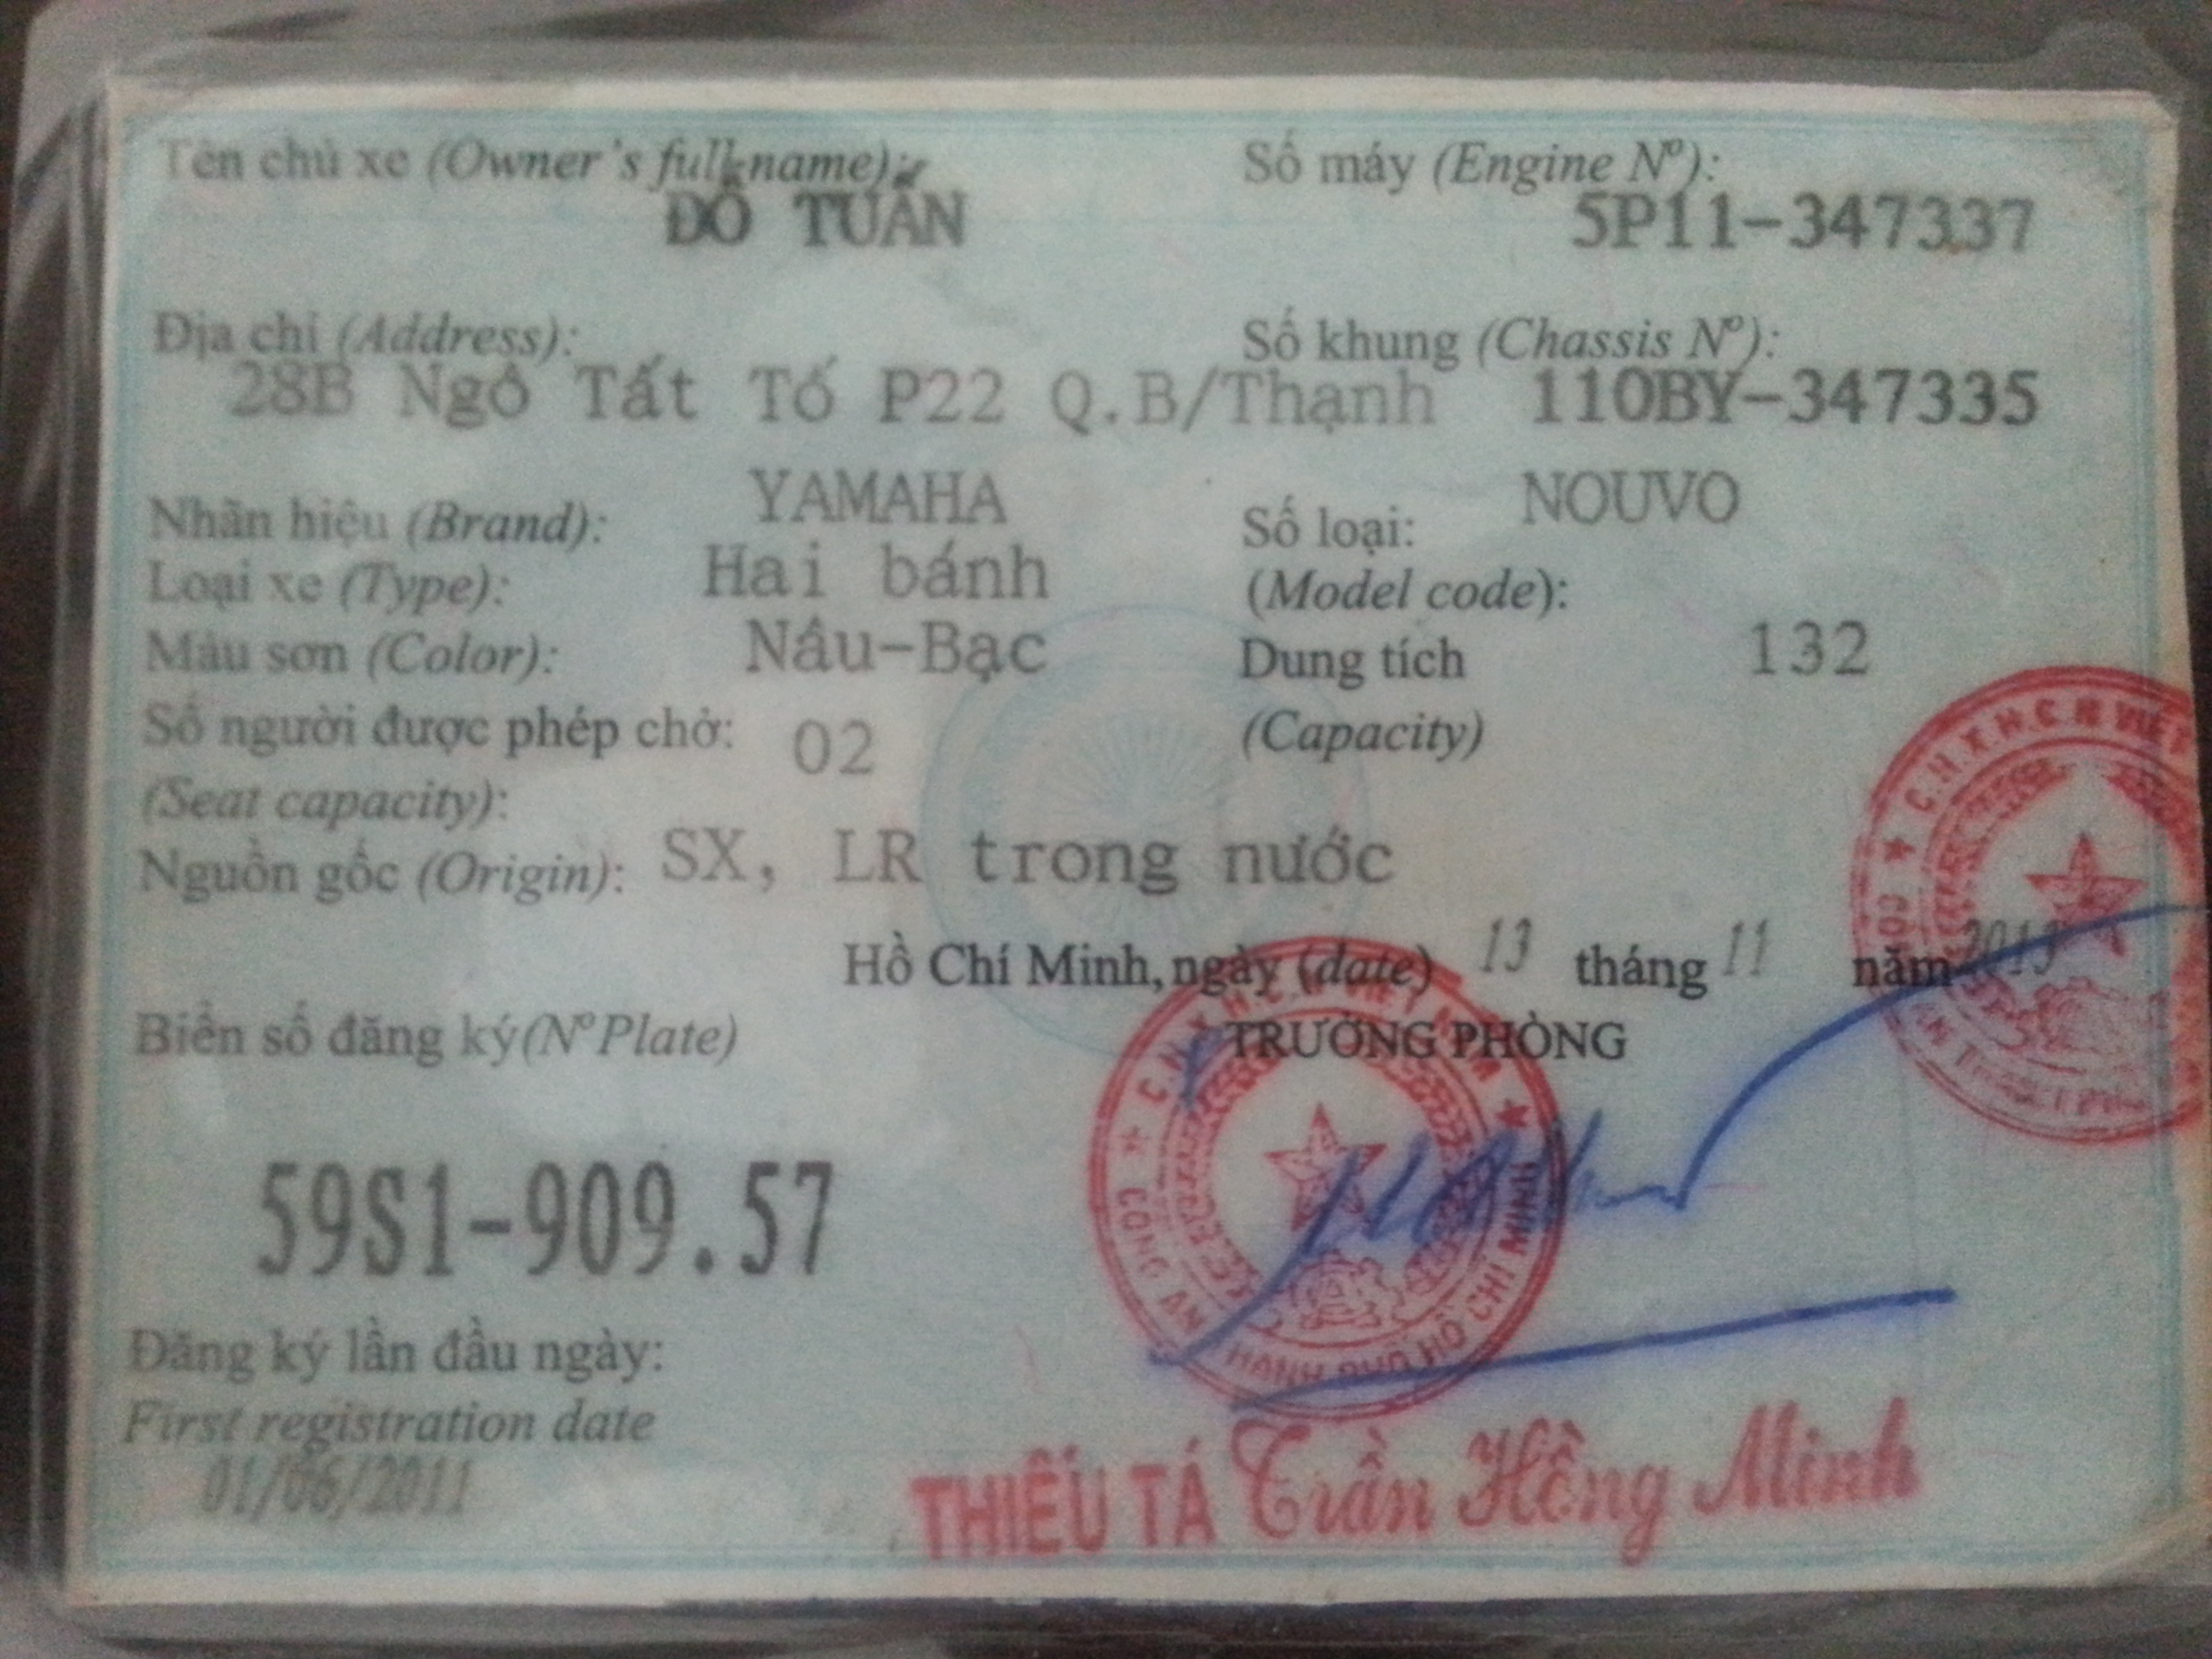 Tên chủ xe (Owner's full name):
ĐỖ TUẤN
Số máy (Engine Nº):
5P11-347337
Địa chỉ (Address):
28B Ngô Tất Tố P22 Q.B/Thạnh
Số khung (Chassis Nº):
110BY-347335
Nhãn hiệu (Brand): YAMAHA
Số loại: NOUVO
(Model code):
Loại xe (Type): Hai bánh
Màu sơn (Color): Nâu-Bạc
Dung tích 132
(Capacity)
Số người được phép chở: 02
(Seat capacity):
Nguồn gốc (Origin): SX, LR trong nước
Hồ Chí Minh, ngày (date) 13 tháng 11 năm
TRƯỞNG PHÒNG
Biển số đăng ký (Nº Plate)
59S1-909.57
Đăng ký lần đầu ngày:
First registration date
01/06/2011
C.H.X.H.C.N VIỆT NAM
CÔNG AN THÀNH PHỐ HỒ CHÍ MINH
C.H.X.H.C.N VIỆT
THIẾU TÁ Trần Hồng Minh